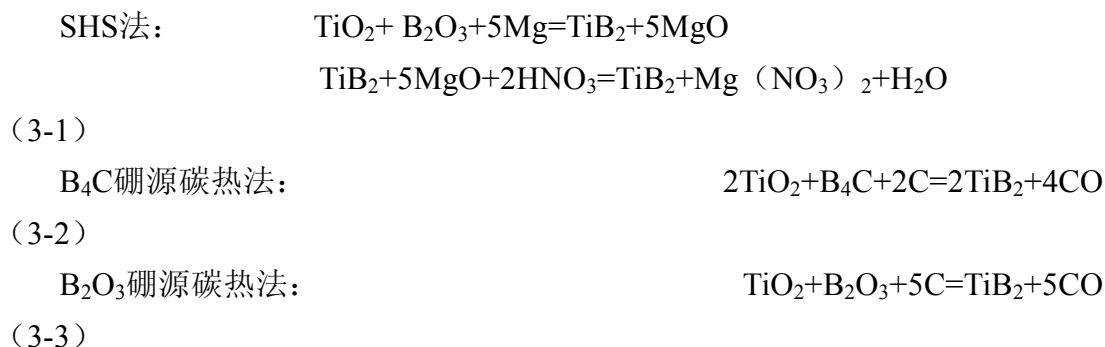 SHS法： TiO₂+ B₂O₃+5Mg=TiB₂+5MgO
TiB₂+5MgO+2HNO₃=TiB₂+Mg（NO₃）₂+H₂O
（3-1）
B₄C硼源碳热法： 2TiO₂+B₄C+2C=2TiB₂+4CO
（3-2）
B₂O₃硼源碳热法： TiO₂+B₂O₃+5C=TiB₂+5CO
（3-3）